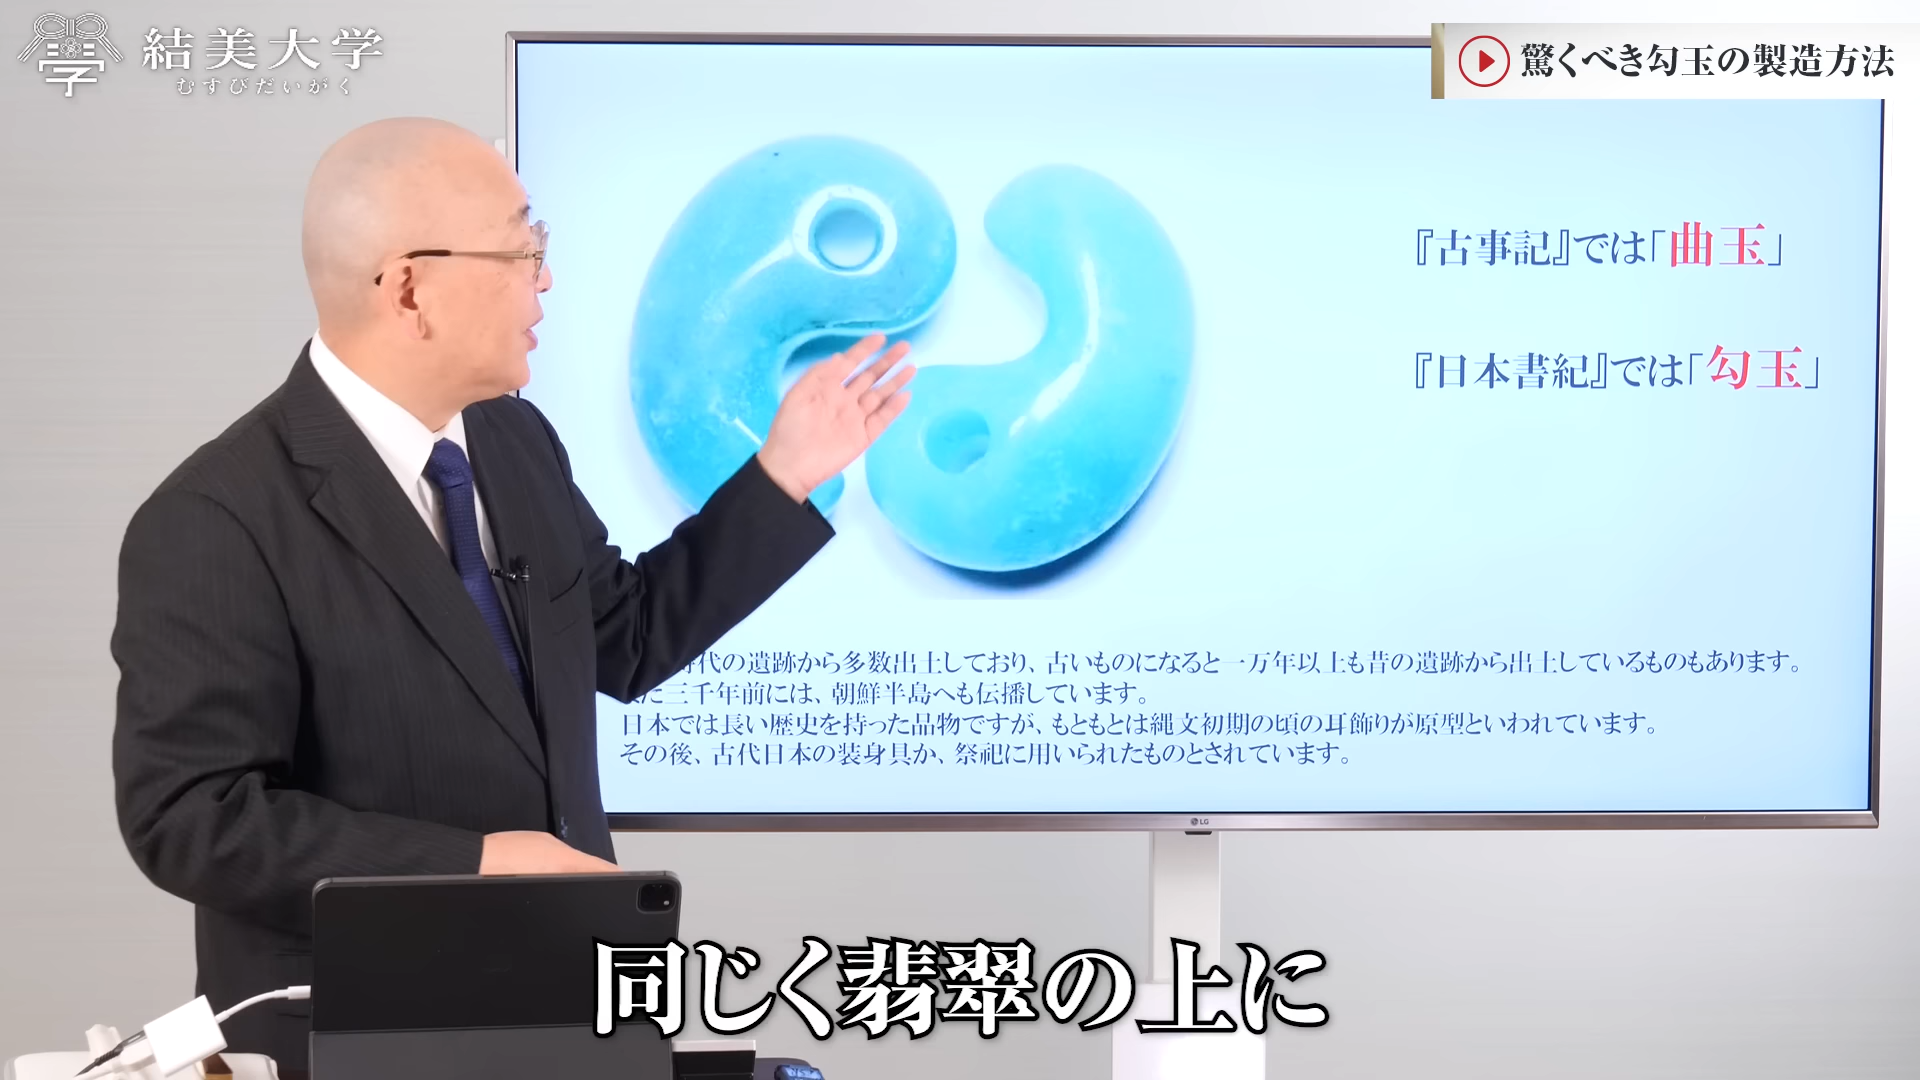 結美大学
むすびだいがく
驚くべき勾玉の製造方法
『古事記』では「曲玉」
『日本書紀』では「勾玉」
時代の遺跡から多数出土しており、古いものになると一万年以上も昔の遺跡から出土しているものもあります。
た三千年前には、朝鮮半島へも伝播しています。
日本では長い歴史を持った品物ですが、もともとは縄文初期の頃の耳飾りが原型といわれています。
その後、古代日本の装身具か、祭祀に用いられたものとされています。
LG
同じく翡翠の上に